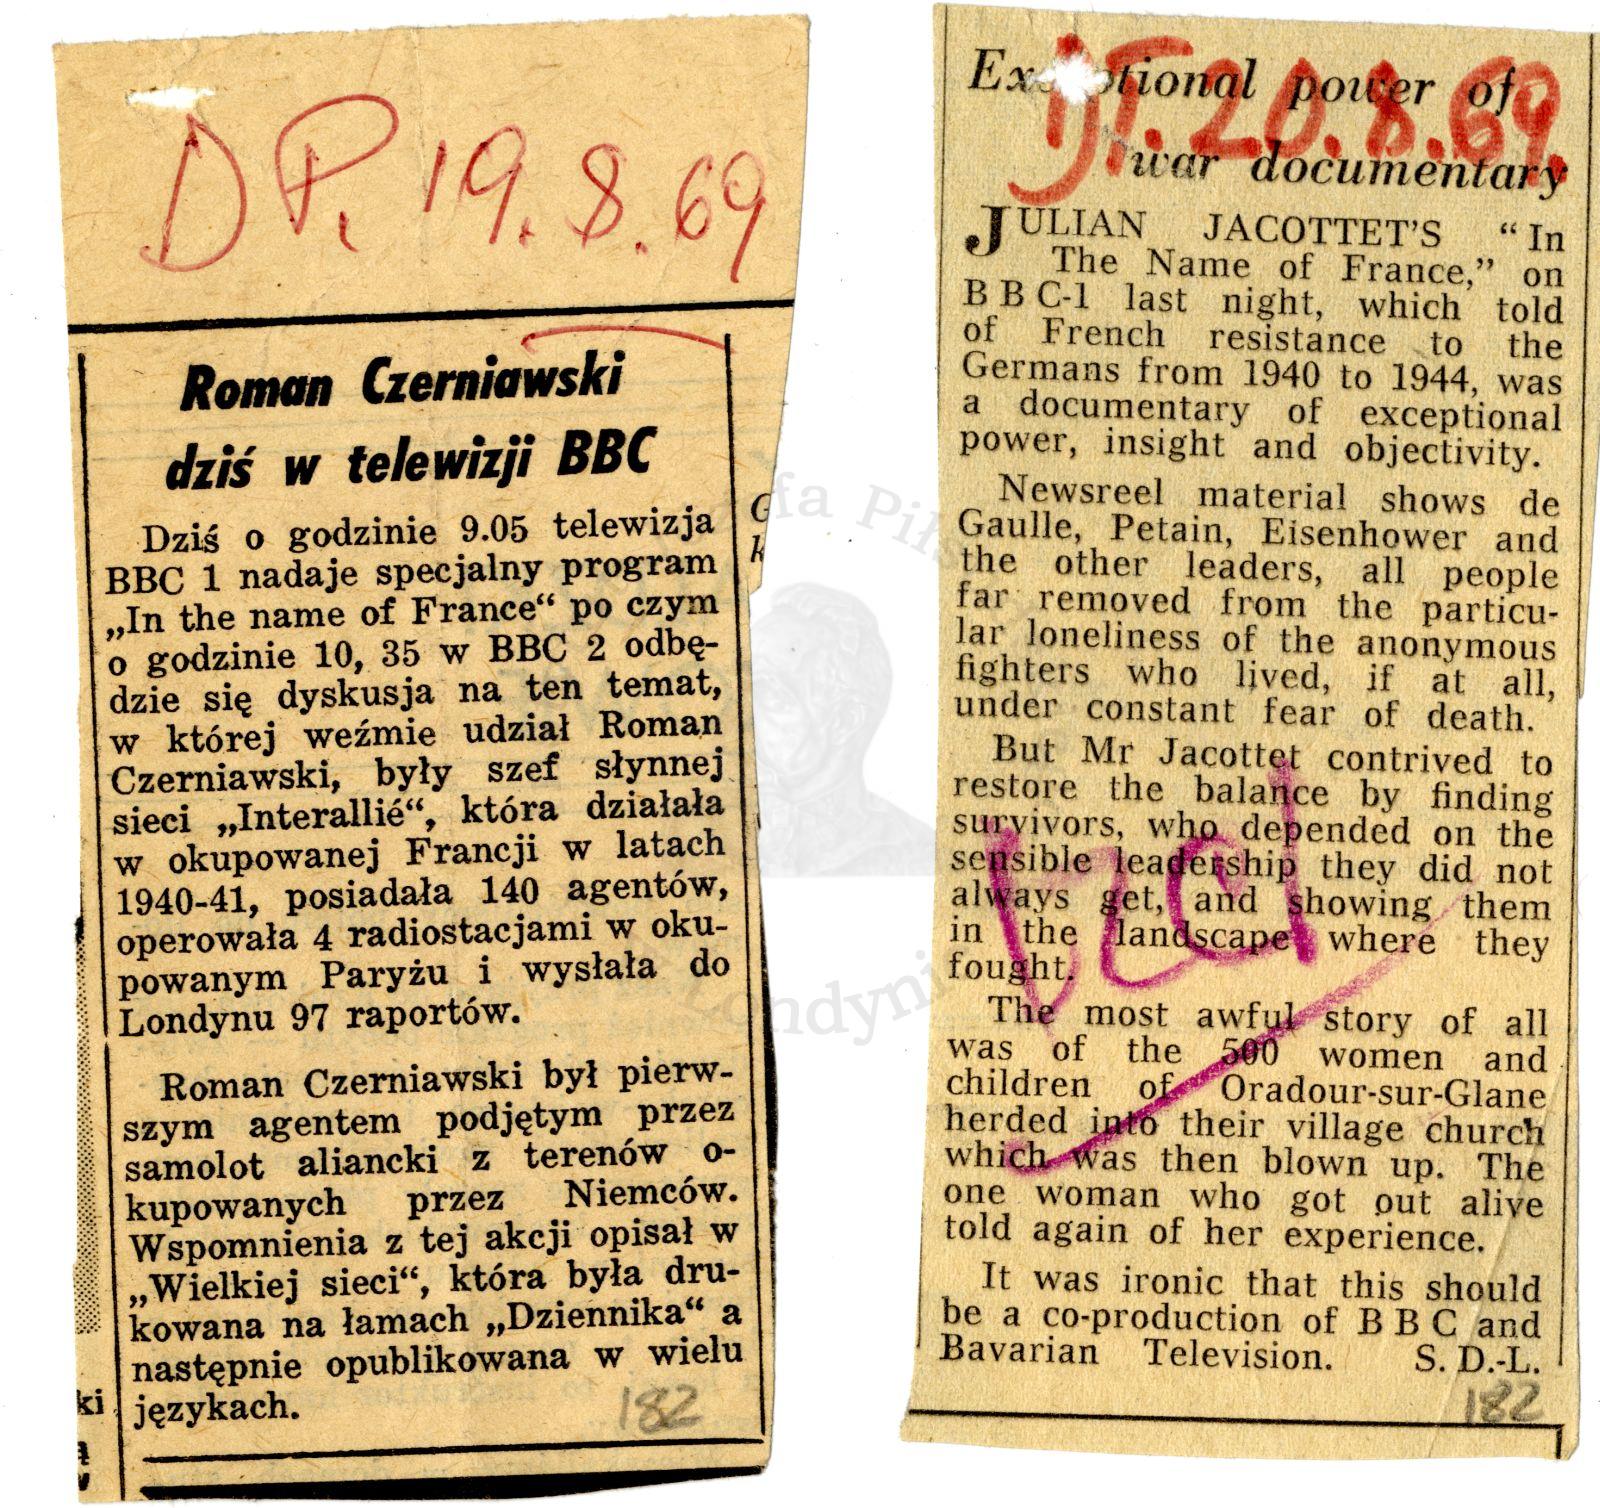 DP. 19.8.69
Roman Czerniawski
dziś w telewizji BBC
Dziś o godzinie 9.05 telewizja
BBC 1 nadaje specjalny program
„In the name of France“ po czym
o godzinie 10, 35 w BBC 2 odbę-
dzie się dyskusja na ten temat,
w której weźmie udział Roman
Czerniawski, były szef słynnej
sieci „Interallié“, która działała
w okupowanej Francji w latach
1940-41, posiadała 140 agentów,
operowała 4 radiostacjami w oku-
powanym Paryżu i wysłała do
Londynu 97 raportów.
Roman Czerniawski był pierw-
szym agentem podjętym przez
samolot aliancki z terenów o-
kupowanych przez Niemców.
Wspomnienia z tej akcji opisał w
„Wielkiej sieci“, która była dru-
kowana na łamach „Dziennika“ a
następnie opublikowana w wielu
językach.
182
DT. 20.8.69.
Exceptional power of
war documentary
JULIAN JACOTTET'S “In
The Name of France,” on
BBC-1 last night, which told
of French resistance to the
Germans from 1940 to 1944, was
a documentary of exceptional
power, insight and objectivity.
Newsreel material shows de
Gaulle, Petain, Eisenhower and
the other leaders, all people
far removed from the particu-
lar loneliness of the anonymous
fighters who lived, if at all,
under constant fear of death.
But Mr Jacottet contrived to
restore the balance by finding
survivors, who depended on the
sensible leadership they did not
always get, and showing them
in the landscape where they
fought.
The most awful story of all
was of the 500 women and
children of Oradour-sur-Glane
herded into their village church
which was then blown up. The
one woman who got out alive
told again of her experience.
It was ironic that this should
be a co-production of BBC and
Bavarian Television. S. D.-L.
182